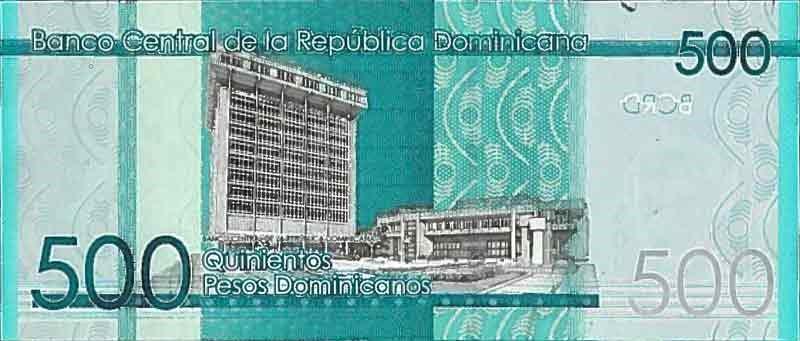 Banco Central de la República Dominicana
500
BCRD
500
Quinientos
Pesos Dominicanos
500